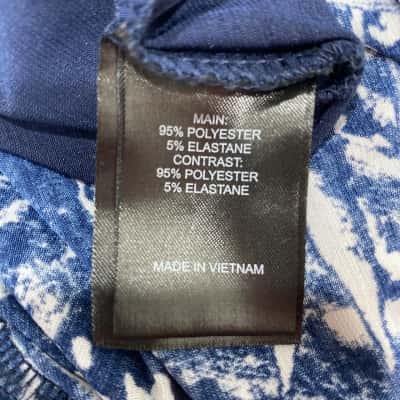 MAIN:
95% POLYESTER
5% ELASTANE
CONTRAST:
95% POLYESTER
5% ELASTANE
MADE IN VIETNAM